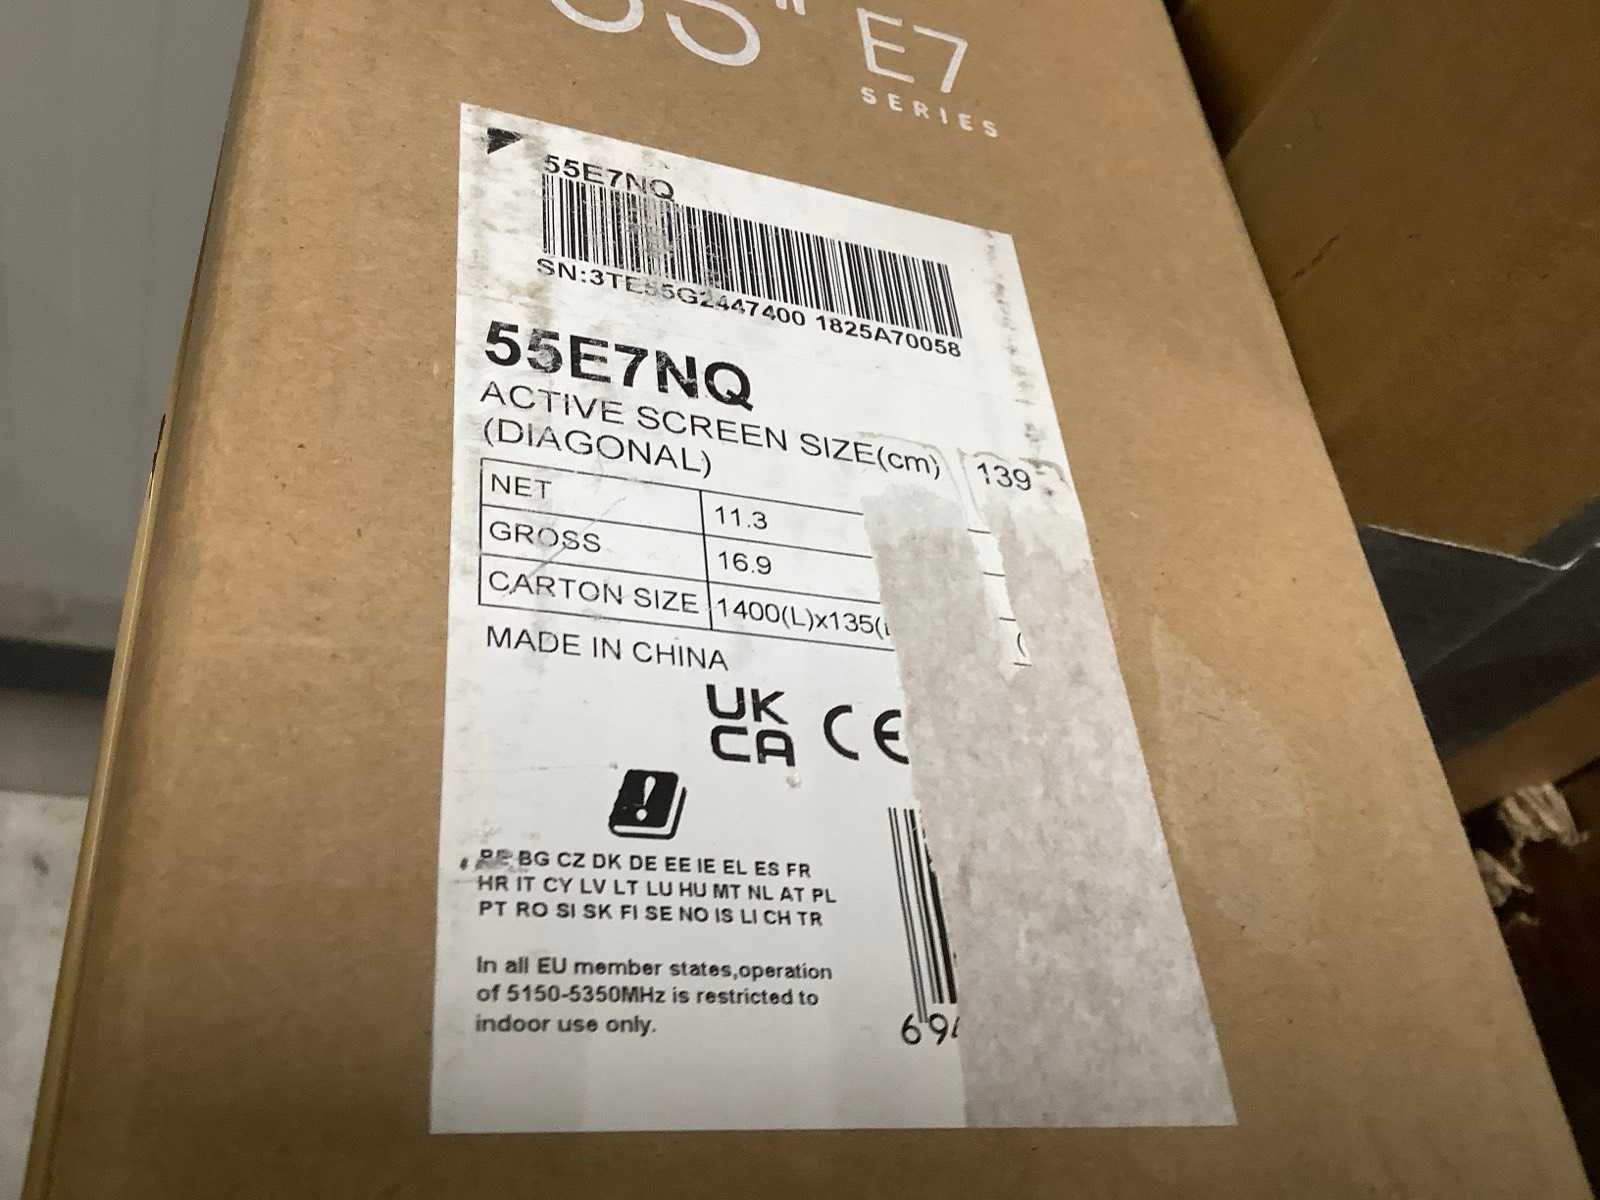 55" E7
SERIES
55E7NQ
SN:3TE55G2447400 1825A70058
55E7NQ
ACTIVE SCREEN SIZE(cm) 139
(DIAGONAL)
NET 11.3
GROSS 16.9
CARTON SIZE 1400(L)x135(
MADE IN CHINA
UK
CA CE
BE BG CZ DK DE EE IE EL ES FR
HR IT CY LV LT LU HU MT NL AT PL
PT RO SI SK FI SE NO IS LI CH TR
In all EU member states,operation
of 5150-5350MHz is restricted to
indoor use only.
694